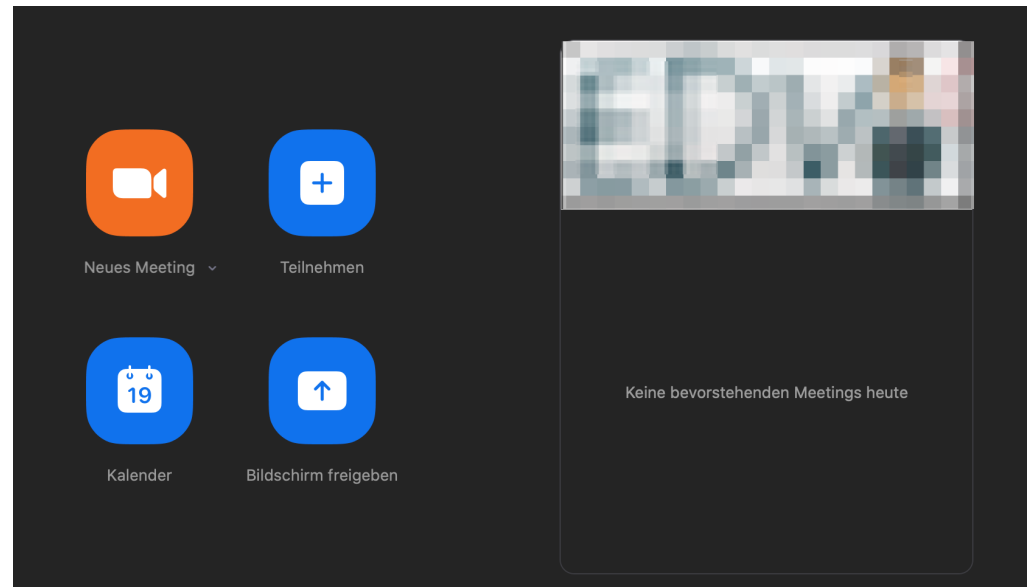 Neues Meeting
Teilnehmen
19
Kalender
Bildschirm freigeben
Keine bevorstehenden Meetings heute